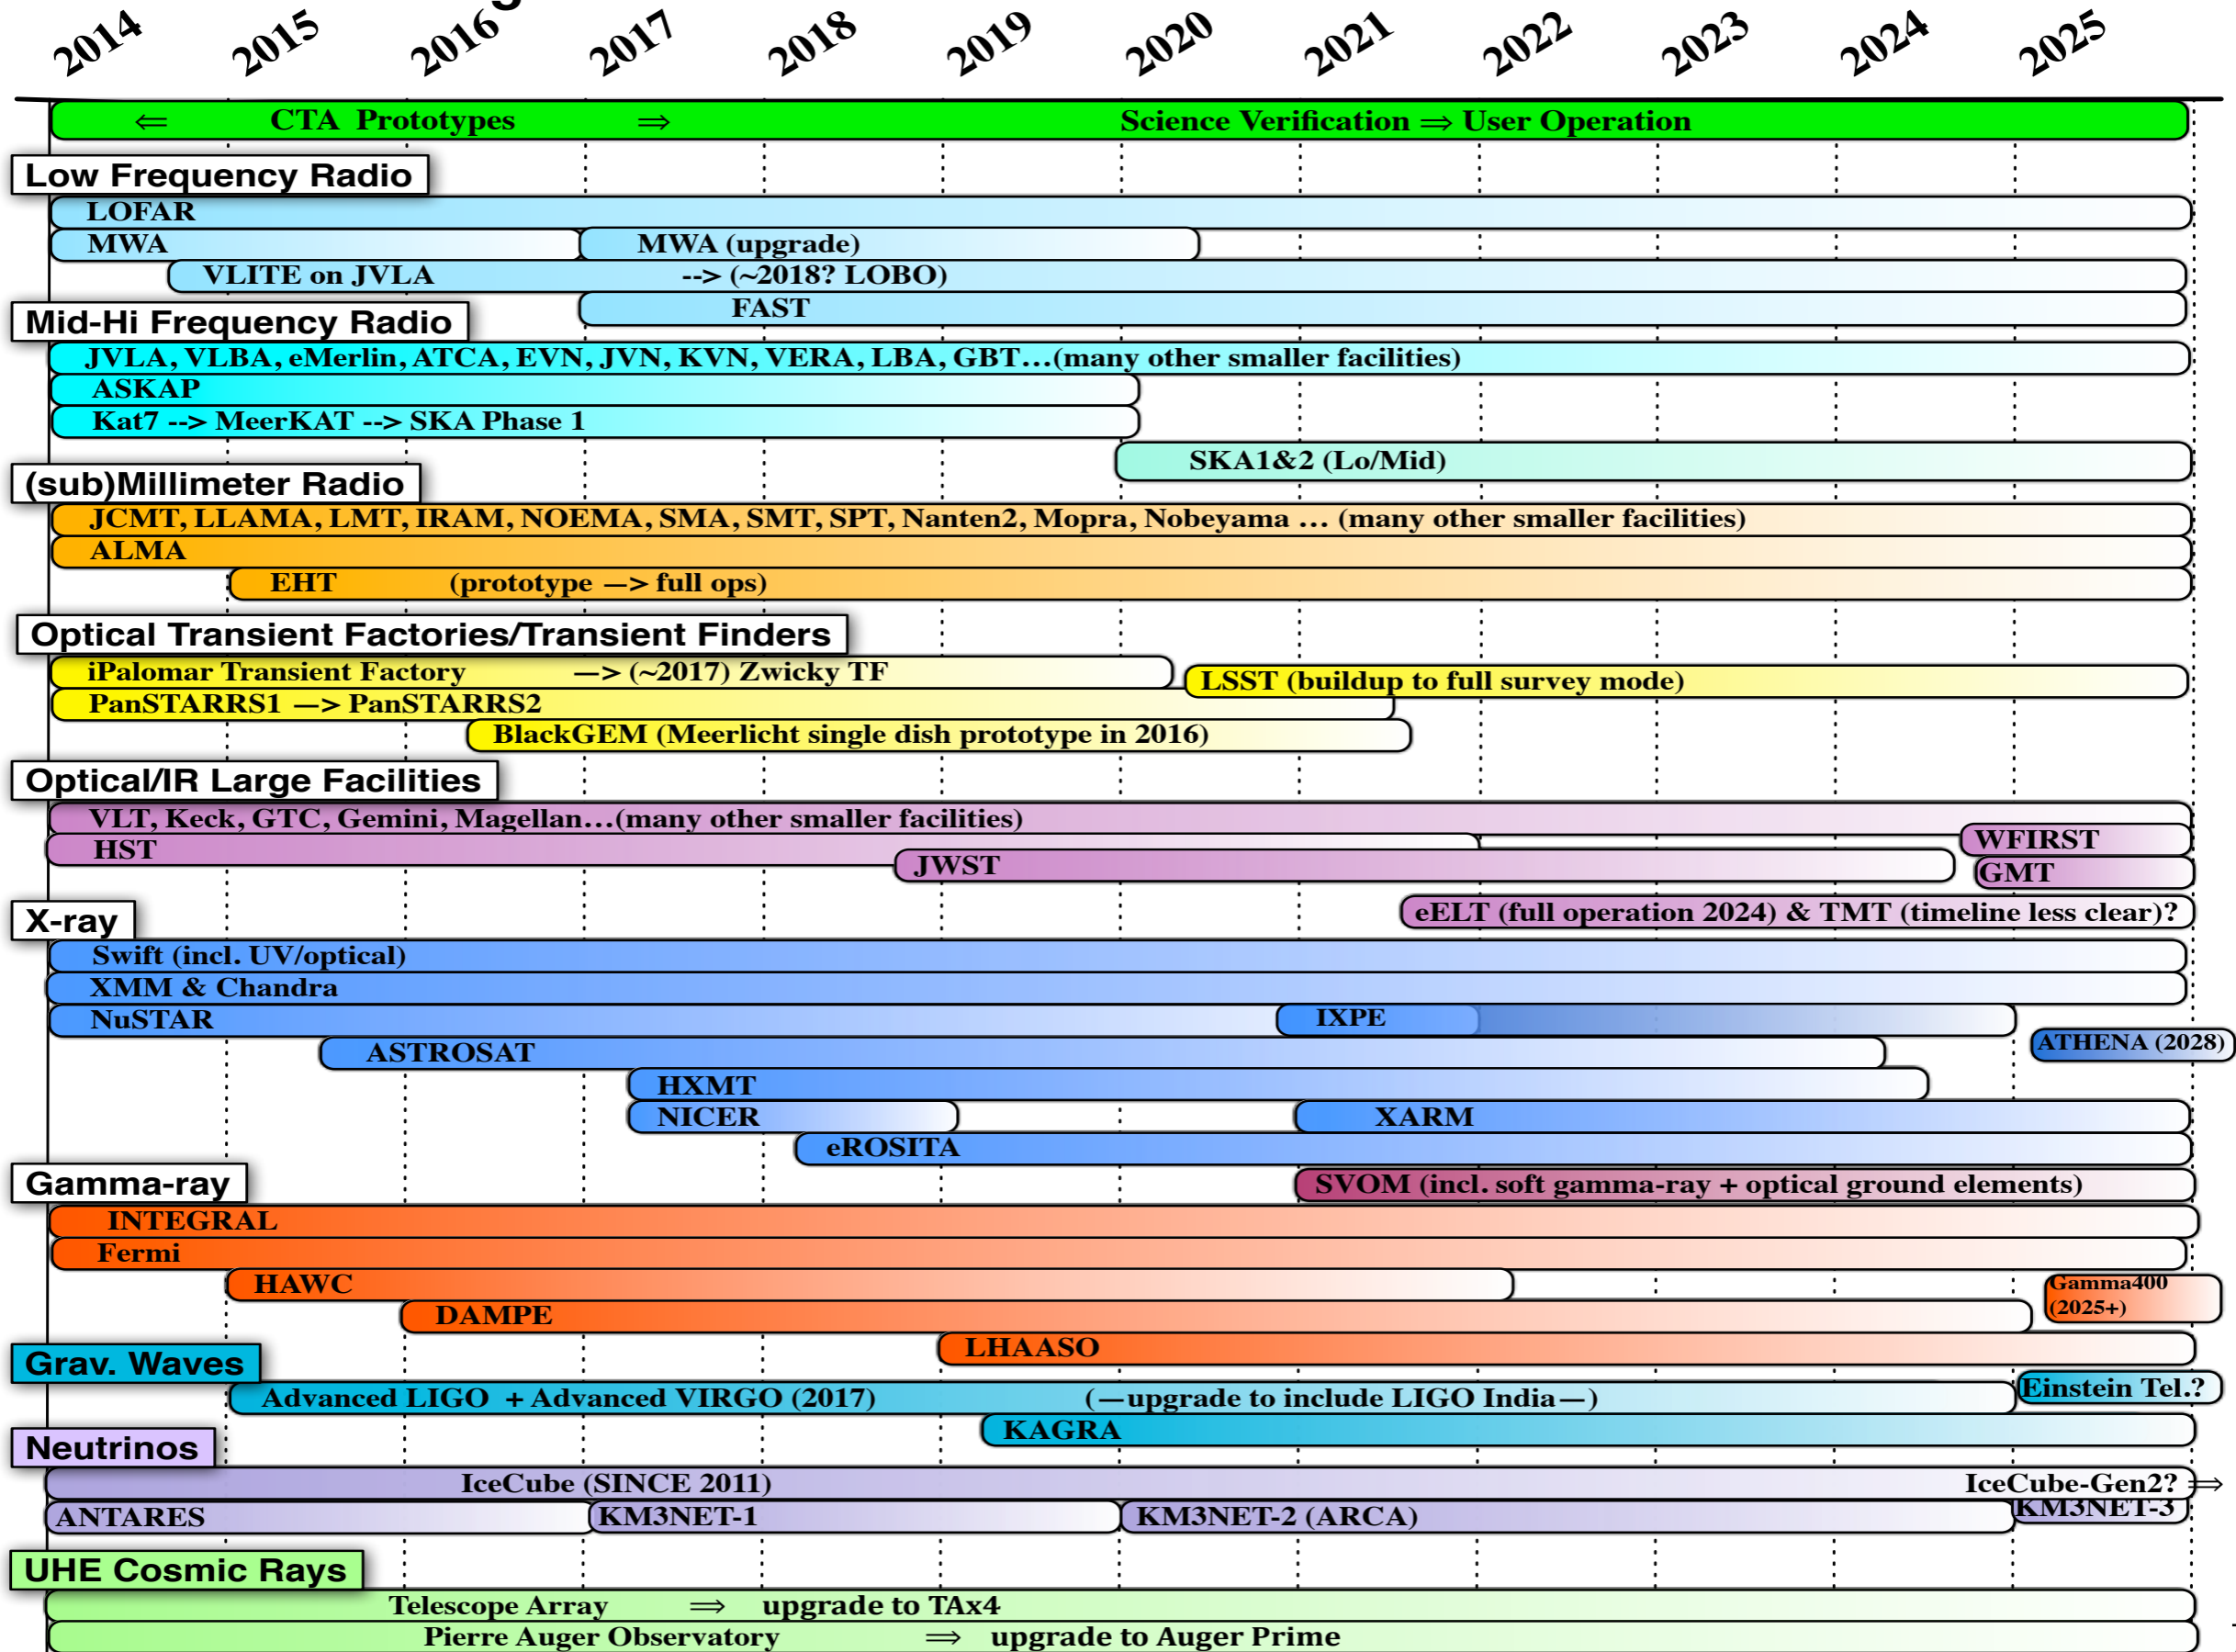 2014 2015 2016 2017 2018 2019 2020 2021 2022 2023 2024 2025
⇐ CTA Prototypes ⇒ Science Verification ⇒ User Operation
Low Frequency Radio
LOFAR
MWA MWA (upgrade)
VLITE on JVLA --> (~2018? LOBO)
FAST
Mid-Hi Frequency Radio
JVLA, VLBA, eMerlin, ATCA, EVN, JVN, KVN, VERA, LBA, GBT…(many other smaller facilities)
ASKAP
Kat7 --> MeerKAT --> SKA Phase 1
SKA1&2 (Lo/Mid)
(sub)Millimeter Radio
JCMT, LLAMA, LMT, IRAM, NOEMA, SMA, SMT, SPT, Nanten2, Mopra, Nobeyama … (many other smaller facilities)
ALMA
EHT (prototype —> full ops)
Optical Transient Factories/Transient Finders
iPalomar Transient Factory —> (~2017) Zwicky TF
LSST (buildup to full survey mode)
PanSTARRS1 —> PanSTARRS2
BlackGEM (Meerlicht single dish prototype in 2016)
Optical/IR Large Facilities
VLT, Keck, GTC, Gemini, Magellan…(many other smaller facilities)
WFIRST
HST
JWST
GMT
eELT (full operation 2024) & TMT (timeline less clear)?
X-ray
Swift (incl. UV/optical)
XMM & Chandra
NuSTAR IXPE
ATHENA (2028)
ASTROSAT
HXMT
NICER XARM
eROSITA
SVOM (incl. soft gamma-ray + optical ground elements)
Gamma-ray
INTEGRAL
Fermi
HAWC
Gamma400
(2025+)
DAMPE
LHAASO
Grav. Waves
Advanced LIGO + Advanced VIRGO (2017) (—upgrade to include LIGO India—)
Einstein Tel.?
KAGRA
Neutrinos
IceCube (SINCE 2011) IceCube-Gen2? ⇒
ANTARES KM3NET-1 KM3NET-2 (ARCA) KM3NET-3
UHE Cosmic Rays
Telescope Array ⇒ upgrade to TAx4
Pierre Auger Observatory ⇒ upgrade to Auger Prime